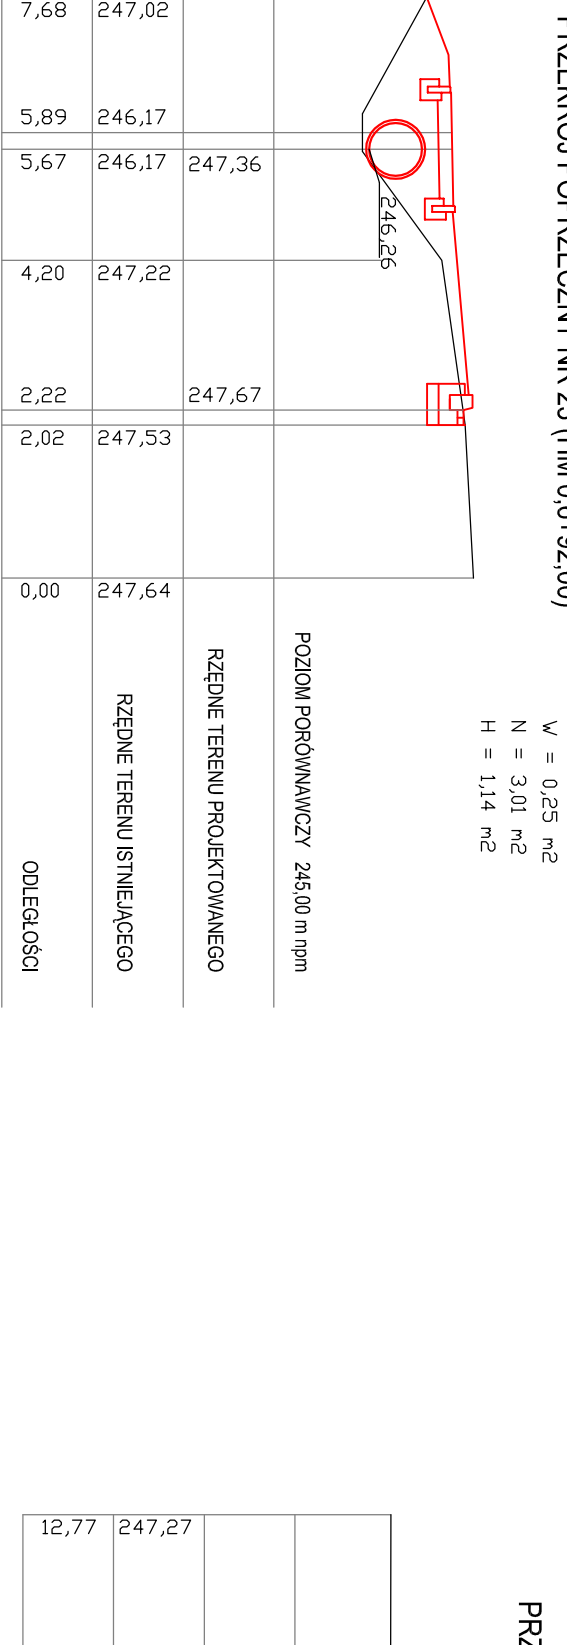 7,68 247,02
5,89 246,17
5,67 246,17 247,36
246,26
4,20 247,22
2,22 247,67
2,02 247,53
0,00 247,64
POPRZECZNY NR 23
W = 0,25 m2
N = 3,01 m2
H = 1,14 m2
POZIOM PORÓWNAWCZY 245,00 m npm
RZĘDNE TERENU PROJEKTOWANEGO
RZĘDNE TERENU ISTNIEJĄCEGO
ODLEGŁOŚCI
12,77 247,27